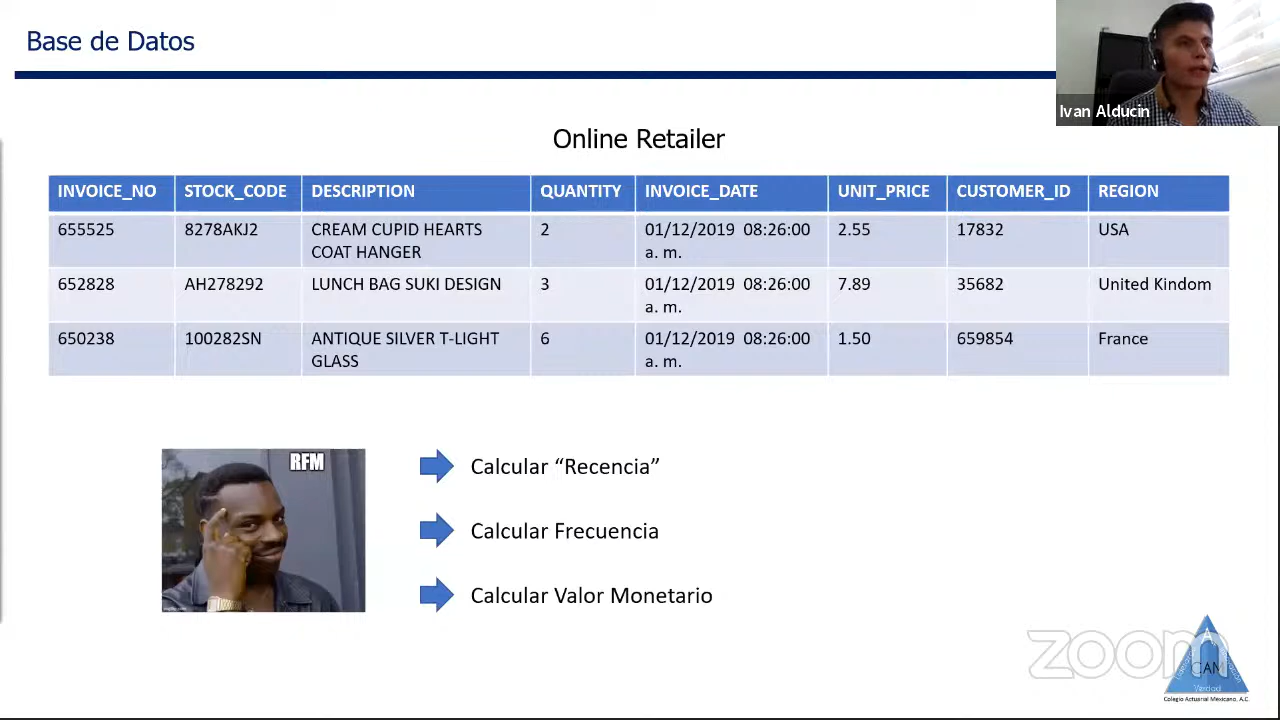 Base de Datos
Ivan Alducin
Online Retailer
INVOICE_NO STOCK_CODE DESCRIPTION QUANTITY INVOICE_DATE UNIT_PRICE CUSTOMER_ID REGION
655525 8278AKJ2 CREAM CUPID HEARTS 2 01/12/2019 08:26:00 2.55 17832 USA
COAT HANGER a. m.
652828 AH278292 LUNCH BAG SUKI DESIGN 3 01/12/2019 08:26:00 7.89 35682 United Kindom
a. m.
650238 100282SN ANTIQUE SILVER T-LIGHT 6 01/12/2019 08:26:00 1.50 659854 France
GLASS a. m.
RFM
Calcular “Recencia”
Calcular Frecuencia
Calcular Valor Monetario
zoom
CAM
Verdad
Colegio Actuarial Mexicano, A.C.